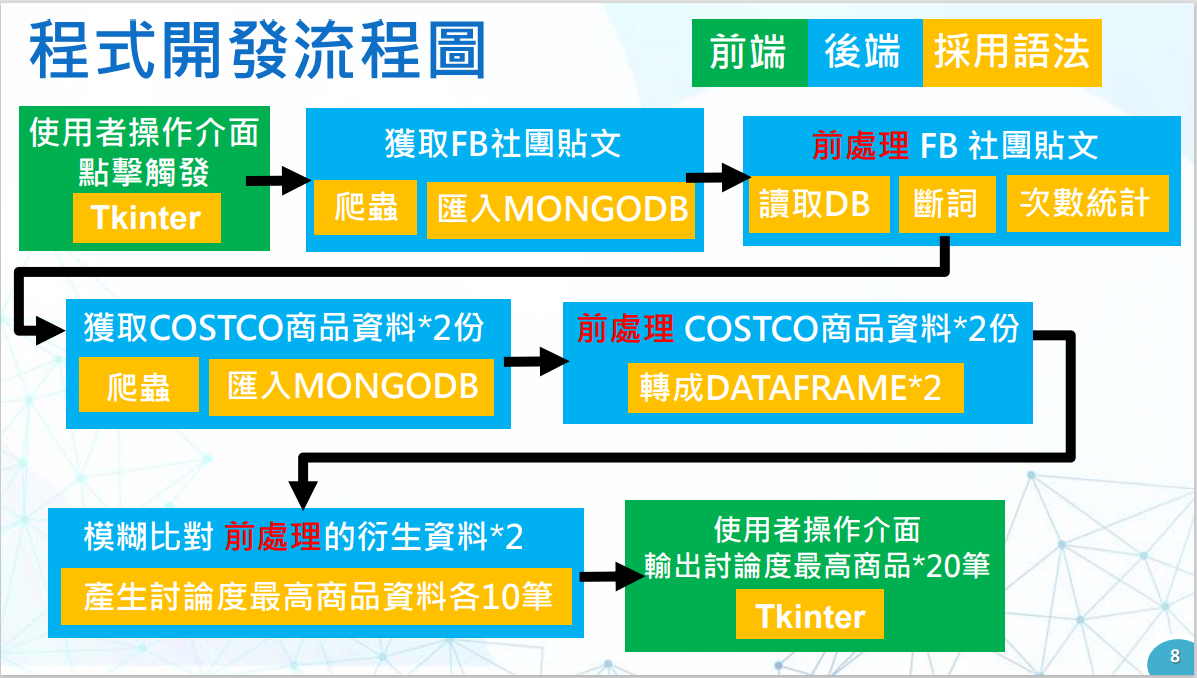 程式開發流程圖
前端 後端 採用語法
使用者操作介面
點擊觸發
Tkinter
獲取FB社團貼文
爬蟲 匯入MONGODB
前處理 FB 社團貼文
讀取DB 斷詞 次數統計
獲取COSTCO商品資料*2份
爬蟲 匯入MONGODB
前處理 COSTCO商品資料*2份
轉成DATAFRAME*2
模糊比對 前處理的衍生資料*2
產生討論度最高商品資料各10筆
使用者操作介面
輸出討論度最高商品*20筆
Tkinter
8